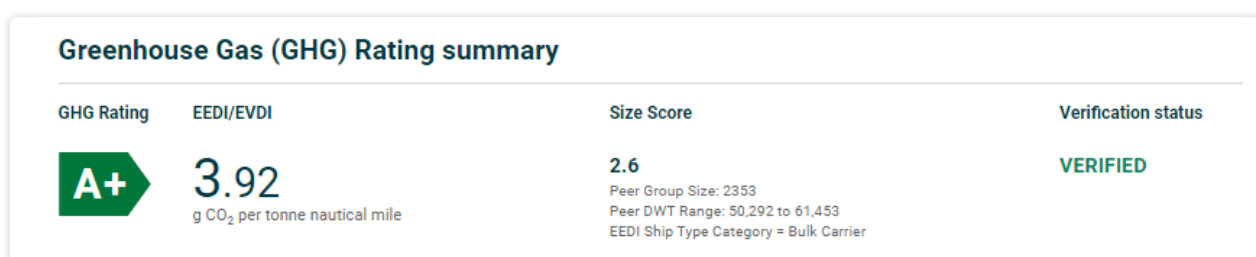 Greenhouse Gas (GHG) Rating summary
GHG Rating
EEDI/EVDI
Size Score
Verification status
A+
3.92
g CO₂ per tonne nautical mile
2.6
Peer Group Size: 2353
Peer DWT Range: 50,292 to 61,453
EEDI Ship Type Category = Bulk Carrier
VERIFIED